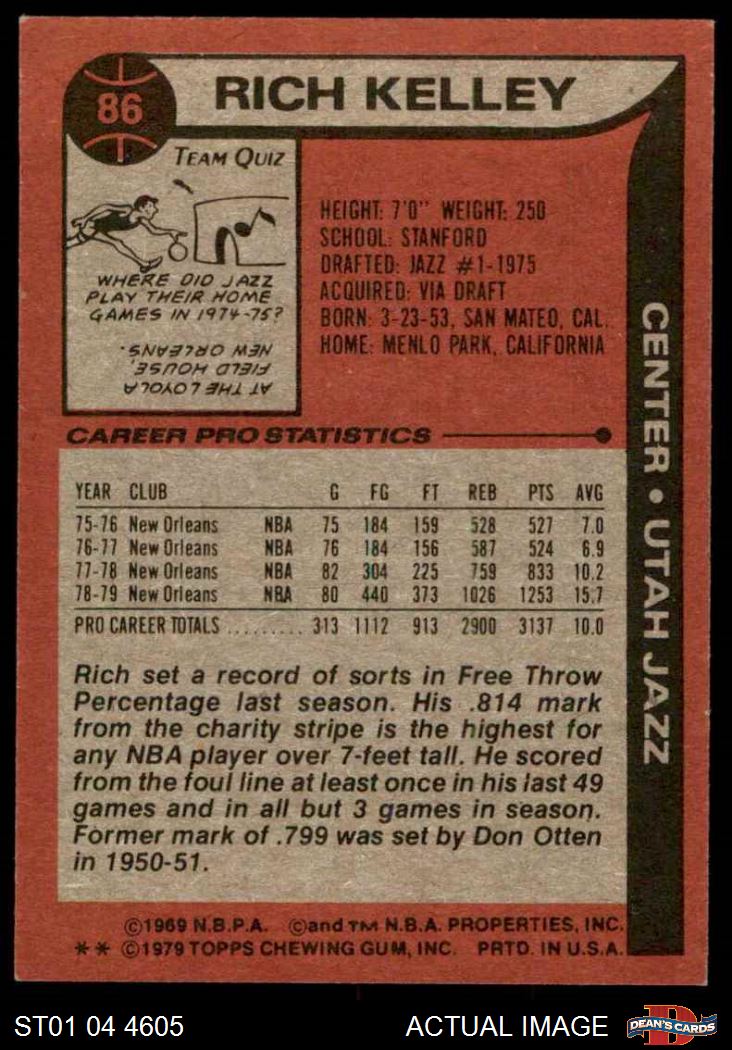 86
RICH KELLEY
TEAM QUIZ
WHERE DID JAZZ
PLAY THEIR HOME
GAMES IN 1974-75?
AT THE LOYOLA
FIELD HOUSE,
NEW ORLEANS.
HEIGHT: 7'0" WEIGHT: 250
SCHOOL: STANFORD
DRAFTED: JAZZ #1-1975
ACQUIRED: VIA DRAFT
BORN: 3-23-53, SAN MATEO, CAL.
HOME: MENLO PARK, CALIFORNIA
CENTER • UTAH JAZZ
CAREER PRO STATISTICS
YEAR CLUB G FG FT REB PTS AVG
75-76 New Orleans NBA 75 184 159 528 527 7.0
76-77 New Orleans NBA 76 184 156 587 524 6.9
77-78 New Orleans NBA 82 304 225 759 833 10.2
78-79 New Orleans NBA 80 440 373 1026 1253 15.7
PRO CAREER TOTALS .......... 313 1112 913 2900 3137 10.0
Rich set a record of sorts in Free Throw
Percentage last season. His .814 mark
from the charity stripe is the highest for
any NBA player over 7-feet tall. He scored
from the foul line at least once in his last 49
games and in all but 3 games in season.
Former mark of .799 was set by Don Otten
in 1950-51.
©1969 N.B.P.A. ©and TM N.B.A. PROPERTIES, INC.
** ©1979 TOPPS CHEWING GUM, INC. PRTD. IN U.S.A.
ST01 04 4605
ACTUAL IMAGE
D
DEAN'S CARDS